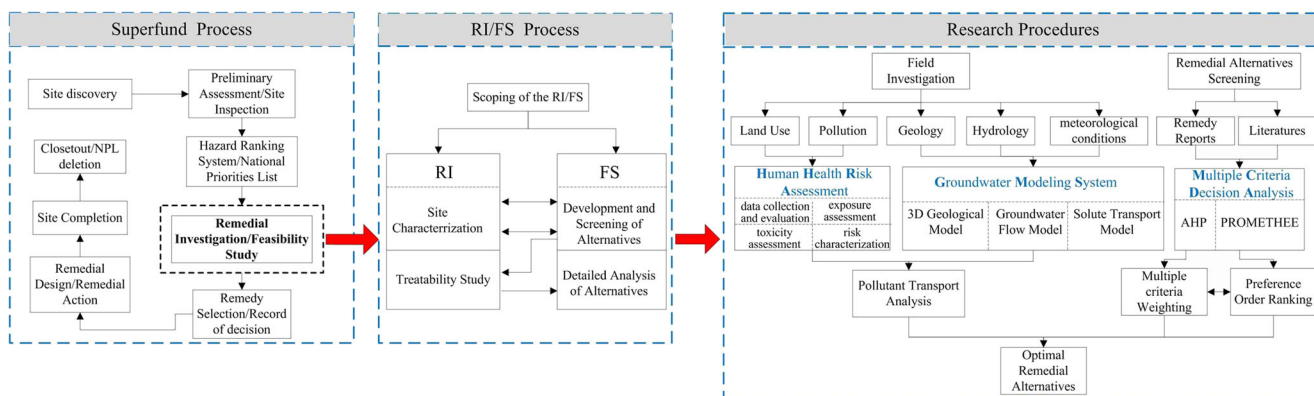 Superfund Process
Site discovery
Preliminary
Assessment/Site
Inspection
Hazard Ranking
System/National
Priorities List
Remedial
Investigation/Feasibility
Study
Remedy
Selection/Record
of decision
Remedial
Design/Remedial
Action
Site Completion
Closetout/NPL
deletion
RI/FS Process
Scoping of the RI/FS
RI
Site
Characterization
Treatability Study
FS
Development and
Screening of
Alternatives
Detailed Analysis
of Alternatives
Research Procedures
Field
Investigation
Land Use
Pollution
Geology
Hydrology
meteorological
conditions
Remedial Alternatives
Screening
Remedy
Reports
Literatures
Human Health Risk
Assessment
data collection
and evaluation
exposure
assessment
toxicity
assessment
risk
characterization
Groundwater Modeling System
3D Geological
Model
Groundwater
Flow Model
Solute Transport
Model
Multiple Criteria
Decision Analysis
AHP
PROMETHEE
Pollutant Transport
Analysis
Multiple
criteria
Weighting
Preference
Order Ranking
Optimal
Remedial
Alternatives